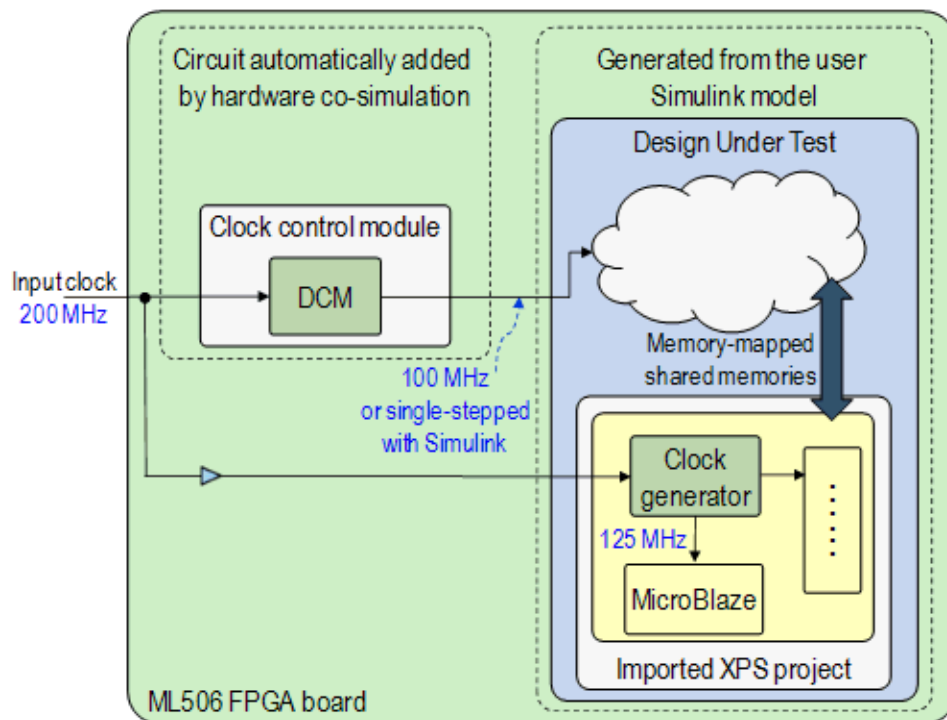 Circuit automatically added
by hardware co-simulation
Generated from the user
Simulink model
Design Under Test
Clock control module
DCM
Input clock
200 MHz
100 MHz
or single-stepped
with Simulink
Memory-mapped
shared memories
Clock
generator
125 MHz
MicroBlaze
Imported XPS project
ML506 FPGA board